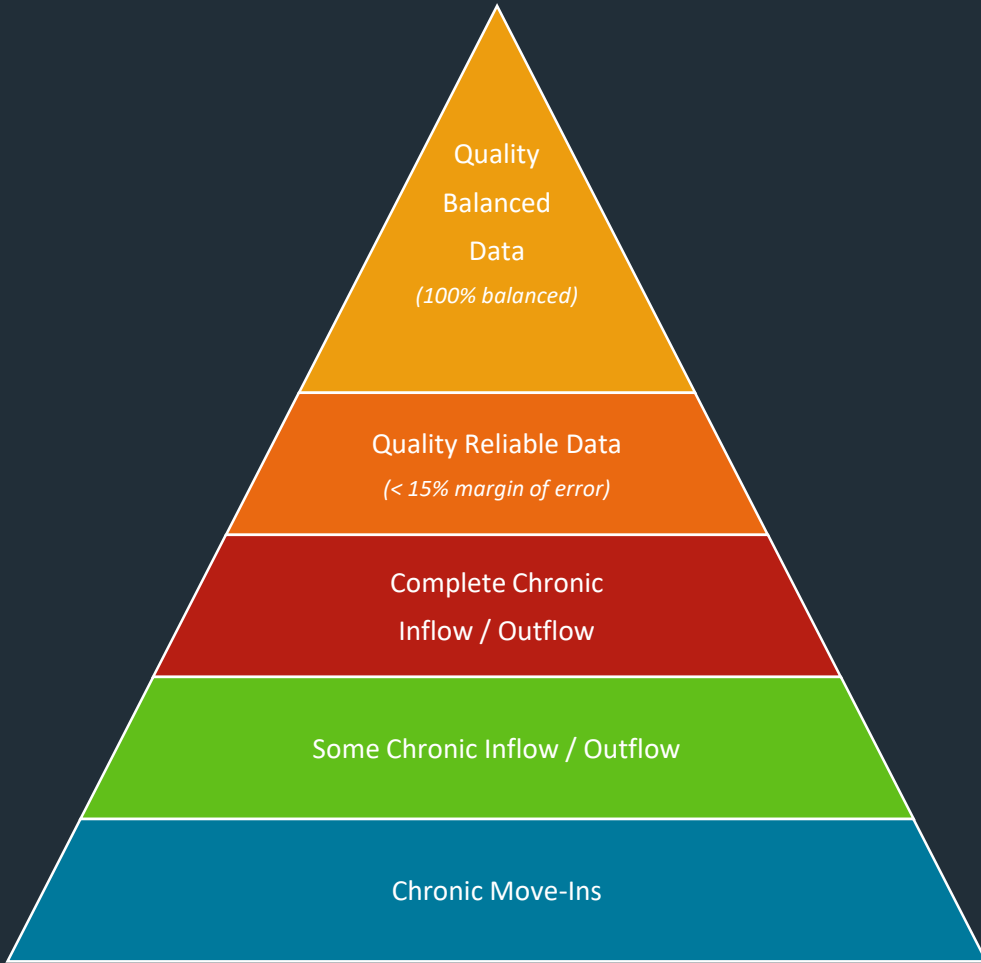 Quality
Balanced
Data
(100% balanced)
Quality Reliable Data
(< 15% margin of error)
Complete Chronic
Inflow / Outflow
Some Chronic Inflow / Outflow
Chronic Move-Ins